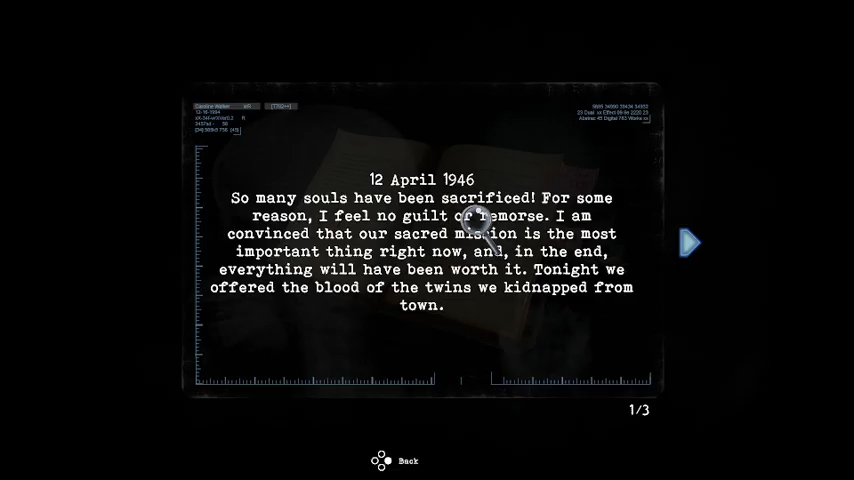 Caroline Walker
12 April 1946
So many souls have been sacrificed! For some
reason, I feel no guilt or remorse. I am
convinced that our sacred mission is the most
important thing right now, and, in the end,
everything will have been worth it. Tonight we
offered the blood of the twins we kidnapped from
town.
1/3
Back